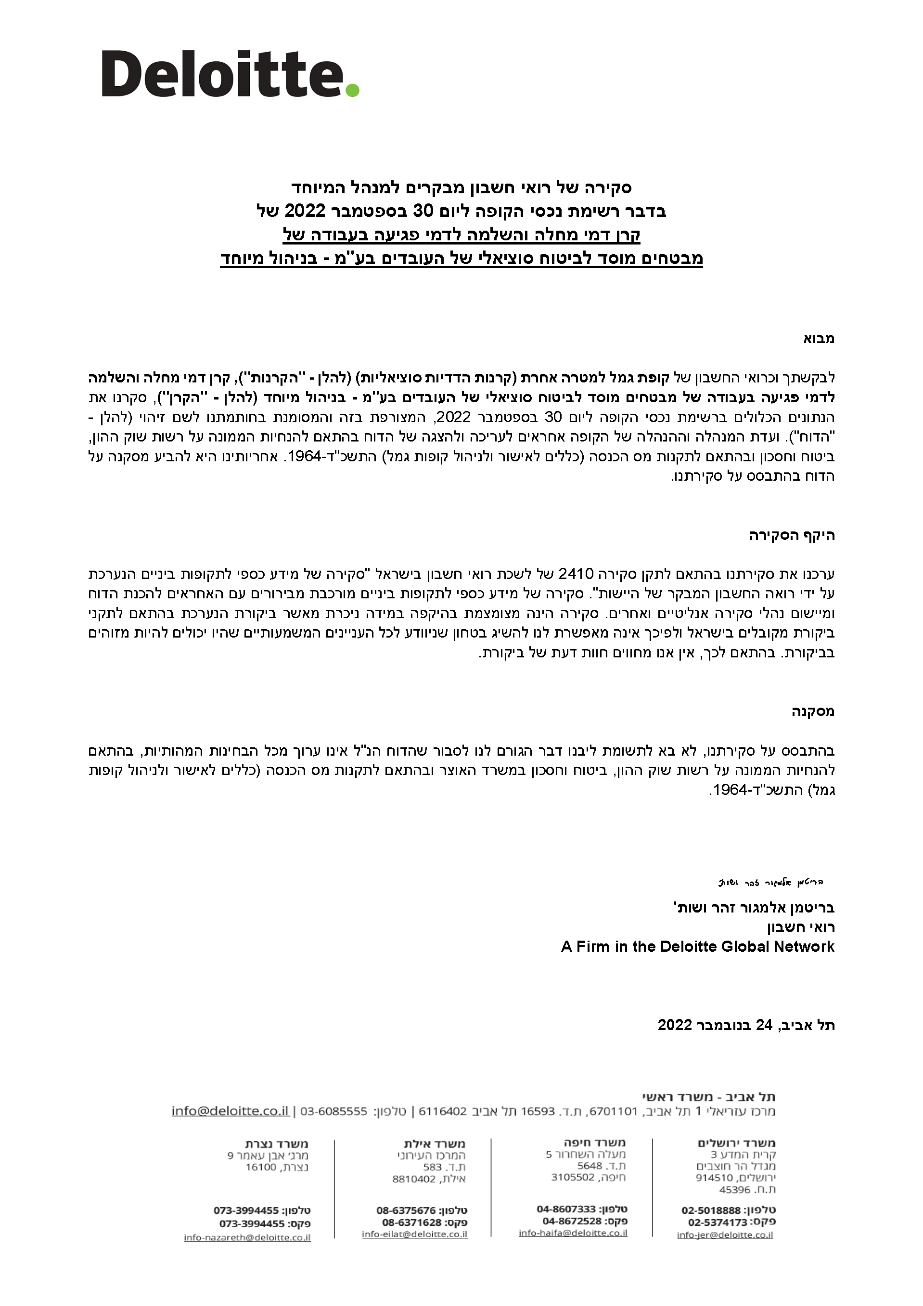 Deloitte.
סקירה של רואי חשבון מבקרים למנהל המיוחד
בדבר רשימת נכסי הקופה ליום 30 בספטמבר 2022 של
קרן דמי מחלה והשלמה לדמי פגיעה בעבודה של
מבטחים מוסד לביטוח סוציאלי של העובדים בע"מ - בניהול מיוחד
מבוא
לבקשתך וכרואי החשבון של קופת גמל למטרה אחרת (קרנות הדדיות סוציאליות) (להלן - "הקרנות"), קרן דמי מחלה והשלמה
לדמי פגיעה בעבודה של מבטחים מוסד לביטוח סוציאלי של העובדים בע"מ - בניהול מיוחד (להלן - "הקרן"), סקרנו את
הנתונים הכלולים ברשימת נכסי הקופה ליום 30 בספטמבר 2022, המצורפת בזה והמסומנת בחותמתנו לשם זיהוי (להלן -
"הדוח"). ועדת המנהלה וההנהלה של הקופה אחראים לעריכה ולהצגה של הדוח בהתאם להנחיות הממונה על רשות שוק ההון,
ביטוח וחסכון ובהתאם לתקנות מס הכנסה (כללים לאישור ולניהול קופות גמל) התשכ"ד-1964. אחריותינו היא להביע מסקנה על
הדוח בהתבסס על סקירתנו.
היקף הסקירה
ערכנו את סקירתנו בהתאם לתקן סקירה 2410 של לשכת רואי חשבון בישראל "סקירה של מידע כספי לתקופות ביניים הנערכת
על ידי רואה החשבון המבקר של היישות". סקירה של מידע כספי לתקופות ביניים מורכבת מבירורים עם האחראים להכנת הדוח
ומיישום נהלי סקירה אנליטיים ואחרים. סקירה הינה מצומצמת בהיקפה במידה ניכרת מאשר ביקורת הנערכת בהתאם לתקני
ביקורת מקובלים בישראל ולפיכך אינה מאפשרת לנו להשיג בטחון שניוודע לכל העניינים המשמעותיים שהיו יכולים להיות מזוהים
בביקורת. בהתאם לכך, אין אנו מחווים חוות דעת של ביקורת.
מסקנה
בהתבסס על סקירתנו, לא בא לתשומת ליבנו דבר הגורם לנו לסבור שהדוח הנ"ל אינו ערוך מכל הבחינות המהותיות, בהתאם
להנחיות הממונה על רשות שוק ההון, ביטוח וחסכון במשרד האוצר ובהתאם לתקנות מס הכנסה (כללים לאישור ולניהול קופות
גמל) התשכ"ד-1964.
בריטמן אלמגור זהר ושות'
בריטמן אלמגור זהר ושות'
רואי חשבון
A Firm in the Deloitte Global Network
תל אביב, 24 בנובמבר 2022
תל אביב - משרד ראשי
מרכז עזריאלי 1 תל אביב, 6701101, ת.ד. 16593 תל אביב 6116402 | טלפון: 03-6085555 | info@deloitte.co.il
משרד ירושלים
קרית המדע 3
מגדל הר חוצבים
ירושלים, 914510
ת.ח. 45396
טלפון: 02-5018888
פקס: 02-5374173
info-jer@deloitte.co.il
משרד חיפה
מעלה השחרור 5
ת.ד. 5648
חיפה, 3105502
טלפון: 04-8607333
פקס: 04-8672528
info-haifa@deloitte.co.il
משרד אילת
המרכז העירוני
ת.ד. 583
אילת, 8810402
טלפון: 08-6375676
פקס: 08-6371628
info-eilat@deloitte.co.il
משרד נצרת
מרג' אבן עאמר 9
נצרת, 16100
טלפון: 073-3994455
פקס: 073-3994455
info-nazareth@deloitte.co.il